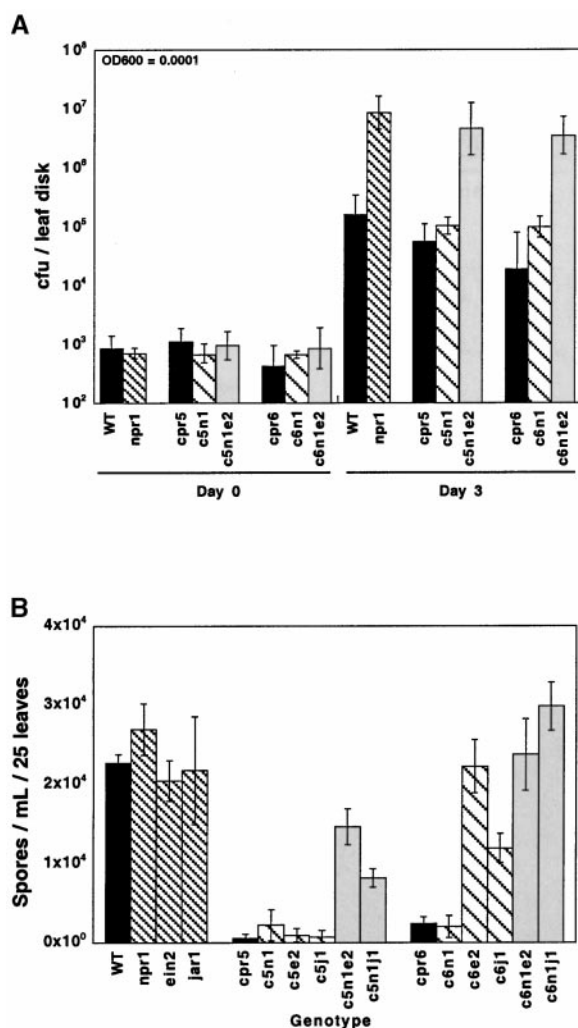 A
OD600 = 0.0001
cfu / leaf disk
10⁸
10⁷
10⁶
10⁵
10⁴
10³
10²
WT
npr1
cpr5
c5n1
c5n1e2
cpr6
c6n1
c6n1e2
WT
npr1
cpr5
c5n1
c5n1e2
cpr6
c6n1
c6n1e2
Day 0
Day 3
B
Spores / mL / 25 leaves
4x10⁴
3x10⁴
2x10⁴
1x10⁴
0x10⁰
WT
npr1
ein2
jar1
cpr5
c5n1
c5e2
c5j1
c5n1e2
c5n1j1
cpr6
c6n1
c6e2
c6j1
c6n1e2
c6n1j1
Genotype